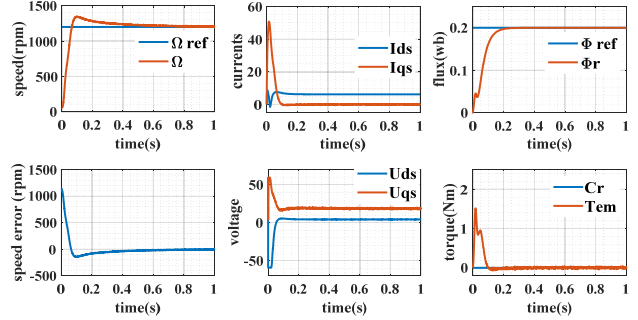 speed(rpm)
1500
1000
500
0
Ω ref
Ω
0 0.2 0.4 0.6 0.8 1
time(s)
currents
60
40
20
0
Ids
Iqs
0 0.2 0.4 0.6 0.8 1
time(s)
flux(wb)
0.2
0.1
0
Φ ref
Φr
0 0.2 0.4 0.6 0.8 1
time(s)
speed error (rpm)
1500
1000
500
0
-500
0 0.2 0.4 0.6 0.8 1
time(s)
voltage
50
0
-50
Uds
Uqs
0 0.2 0.4 0.6 0.8 1
time(s)
torque(Nm)
2
1
0
Cr
Tem
0 0.2 0.4 0.6 0.8 1
time(s)